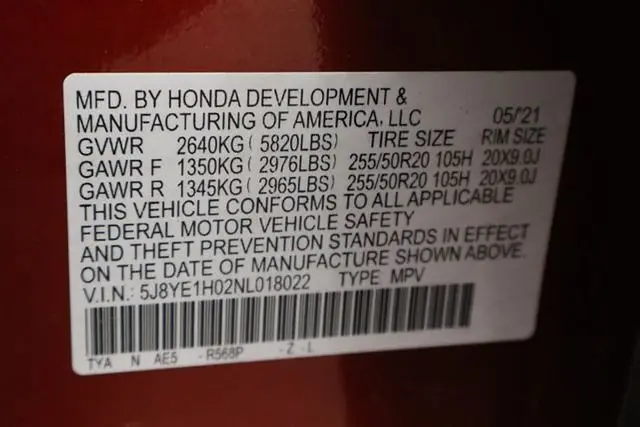 MFD. BY HONDA DEVELOPMENT &
MANUFACTURING OF AMERICA, LLC 05/'21
GVWR 2640KG ( 5820LBS) TIRE SIZE RIM SIZE
GAWR F 1350KG ( 2976LBS) 255/50R20 105H 20X9.0J
GAWR R 1345KG ( 2965LBS) 255/50R20 105H 20X9.0J
THIS VEHICLE CONFORMS TO ALL APPLICABLE
FEDERAL MOTOR VEHICLE SAFETY
AND THEFT PREVENTION STANDARDS IN EFFECT
ON THE DATE OF MANUFACTURE SHOWN ABOVE.
V.I.N.: 5J8YE1H02NL018022 TYPE MPV
TYA N AE5 - R568P - Z - L